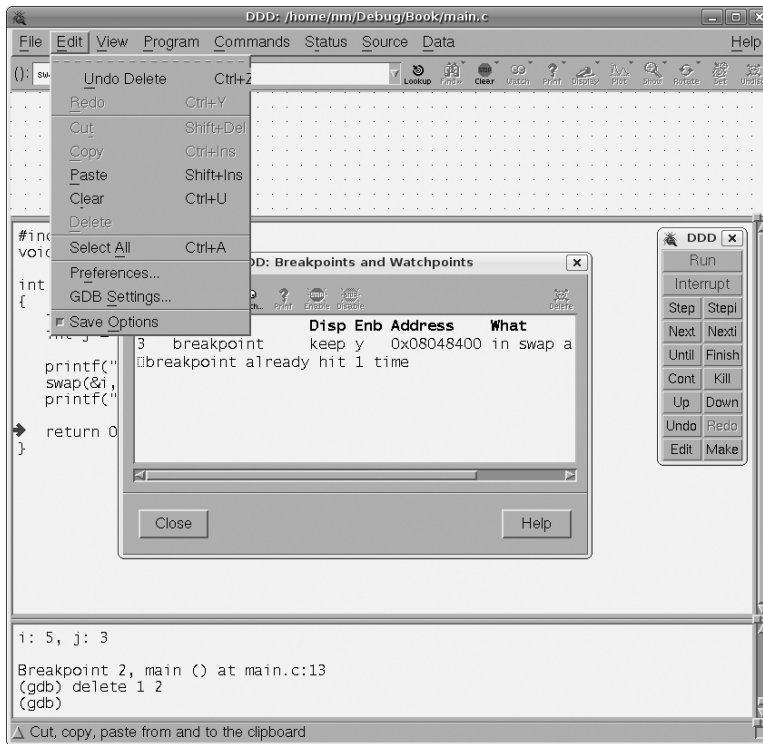 DDD: /home/nm/Debug/Book/main.c
File Edit View Program Commands Status Source Data Help
():
Lookup Find» Clear Watch Print Display Plot Show Rotate Set Undisp
Undo Delete Ctrl+Z
Redo Ctrl+Y
Cut Shift+Del
Copy Ctrl+Ins
Paste Shift+Ins
Clear Ctrl+U
Delete
Select All Ctrl+A
Preferences...
GDB Settings...
Save Options
#inc
void
int
{
printf("
swap(&i,
printf("
return 0
}
DDD: Breakpoints and Watchpoints
Print Enable Disable Delete
Disp Enb Address What
3 breakpoint keep y 0x08048400 in swap a
breakpoint already hit 1 time
Close Help
DDD
Run
Interrupt
Step Stepi
Next Nexti
Until Finish
Cont Kill
Up Down
Undo Redo
Edit Make
i: 5, j: 3
Breakpoint 2, main () at main.c:13
(gdb) delete 1 2
(gdb)
Cut, copy, paste from and to the clipboard